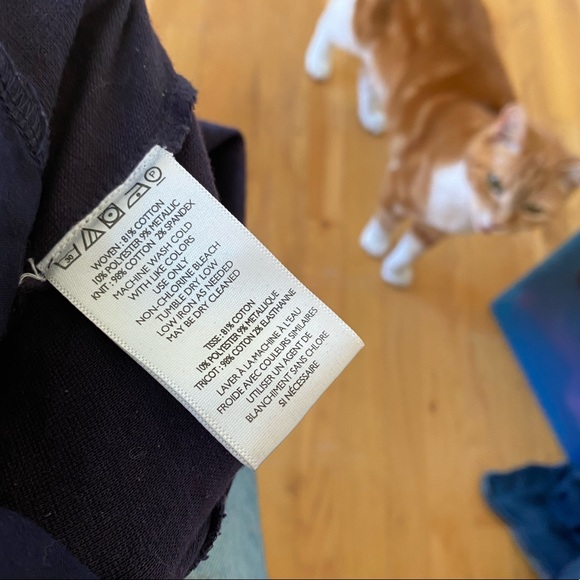 WOVEN: 81% COTTON
10% POLYESTER 9% METALLIC
KNIT: 98% COTTON 2% SPANDEX
MACHINE WASH COLD
WITH LIKE COLORS
USE ONLY
NON-CHLORINE BLEACH
TUMBLE DRY LOW
LOW IRON AS NEEDED
MAY BE DRY CLEANED
TISSE: 81% COTON
10% POLYESTER 9% METALLIQUE
TRICOT: 98% COTON 2% ELASTHANNE
LAVER À LA MACHINE À L'EAU
FROIDE AVEC COULEURS SIMILAIRES
UTILISER UN AGENT DE
BLANCHIMENT SANS CHLORE
SI NÉCESSAIRE